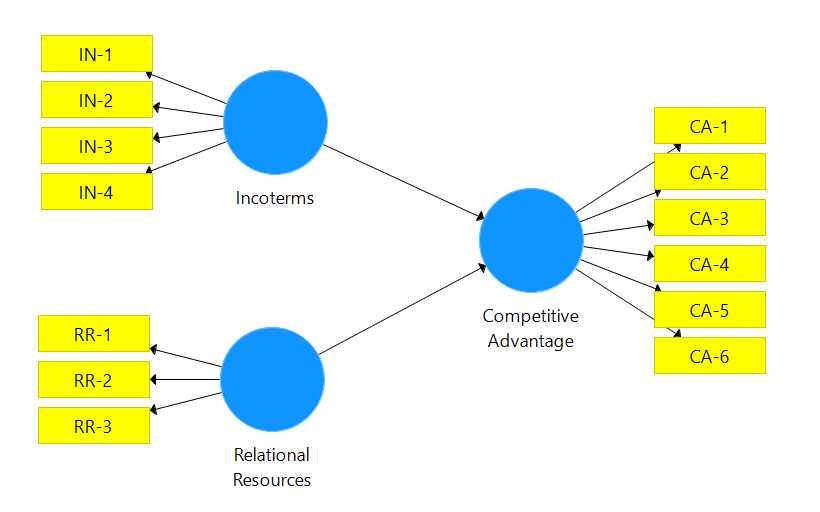 IN-1
IN-2
IN-3
IN-4
Incoterms
RR-1
RR-2
RR-3
Relational
Resources
Competitive
Advantage
CA-1
CA-2
CA-3
CA-4
CA-5
CA-6